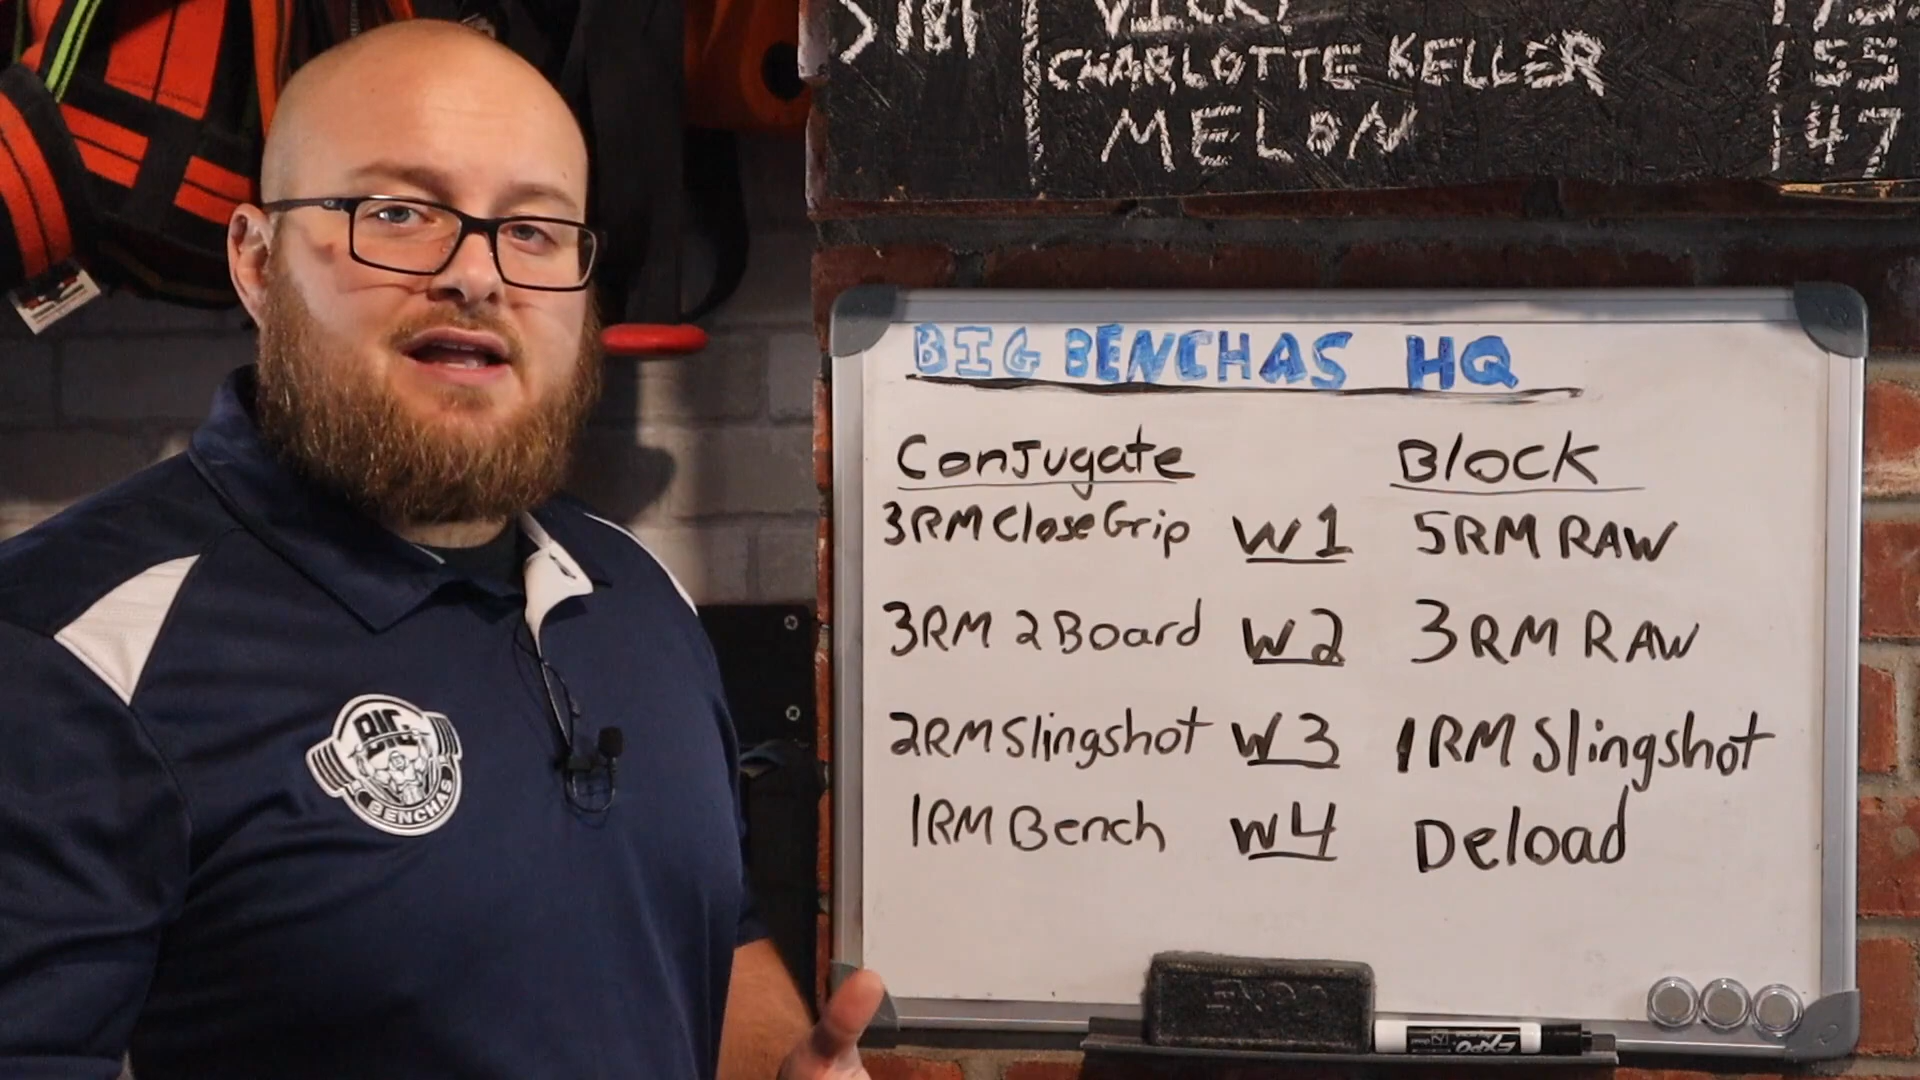 CHARLOTTE KELLER 155
MELON 147
BIG BENCHAS HQ
Conjugate Block
3RM Close Grip W1 5RM RAW
3RM 2 Board W2 3RM RAW
2RM Slingshot W3 1RM Slingshot
1RM Bench W4 Deload
BIG
BENCHAS
EXPO
EXPO